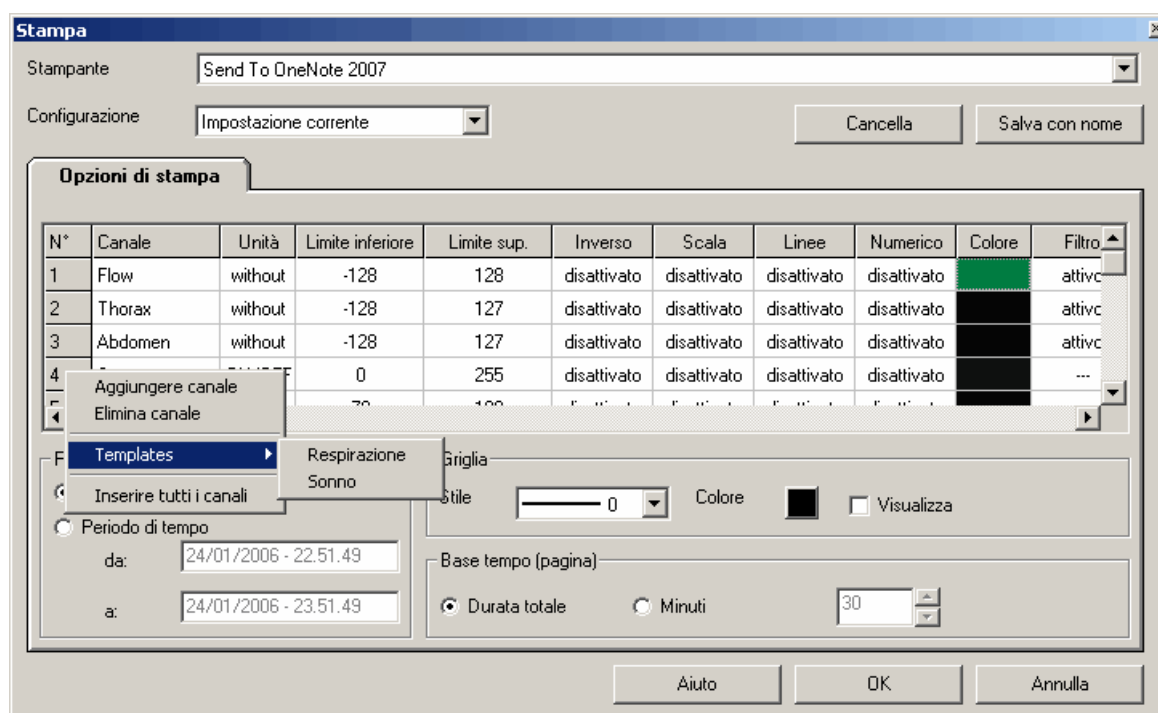 Stampa
Stampante Send To OneNote 2007
Configurazione Impostazione corrente Cancella Salva con nome
Opzioni di stampa
N° Canale Unità Limite inferiore Limite sup. Inverso Scala Linee Numerico Colore Filtro
1 Flow without -128 128 disattivato disattivato disattivato disattivato attivo
2 Thorax without -128 127 disattivato disattivato disattivato disattivato attivo
3 Abdomen without -128 127 disattivato disattivato disattivato disattivato attivo
4 0 255 disattivato disattivato disattivato disattivato ---
Aggiungere canale
Elimina canale
Templates
Inserire tutti i canali
Respirazione
Sonno
Periodo di tempo
da: 24/01/2006 - 22.51.49
a: 24/01/2006 - 23.51.49
Griglia
Stile 0 Colore Visualizza
Base tempo (pagina)
Durata totale Minuti 30
Aiuto OK Annulla